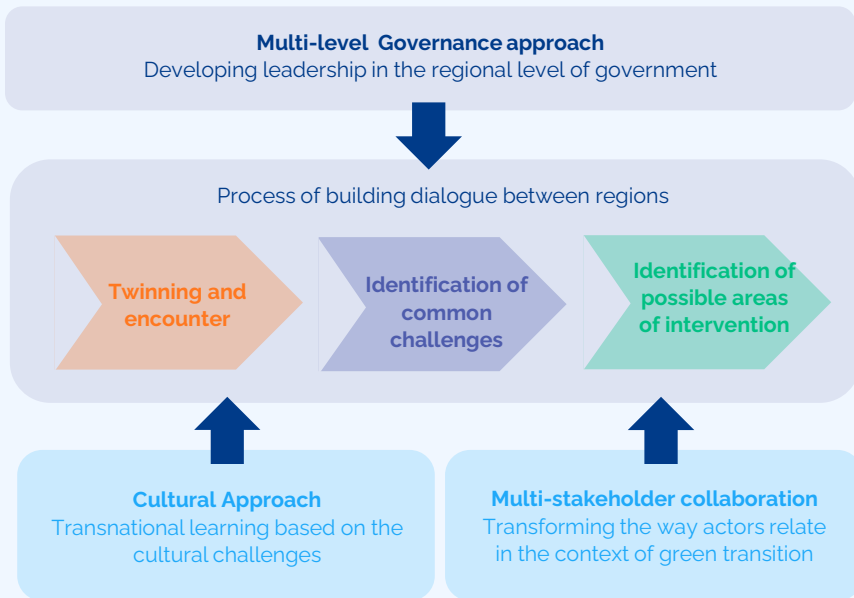 Multi-level Governance approach
Developing leadership in the regional level of government
Process of building dialogue between regions
Twinning and
encounter
Identification of
common
challenges
Identification of
possible areas
of intervention
Cultural Approach
Transnational learning based on the
cultural challenges
Multi-stakeholder collaboration
Transforming the way actors relate
in the context of green transition